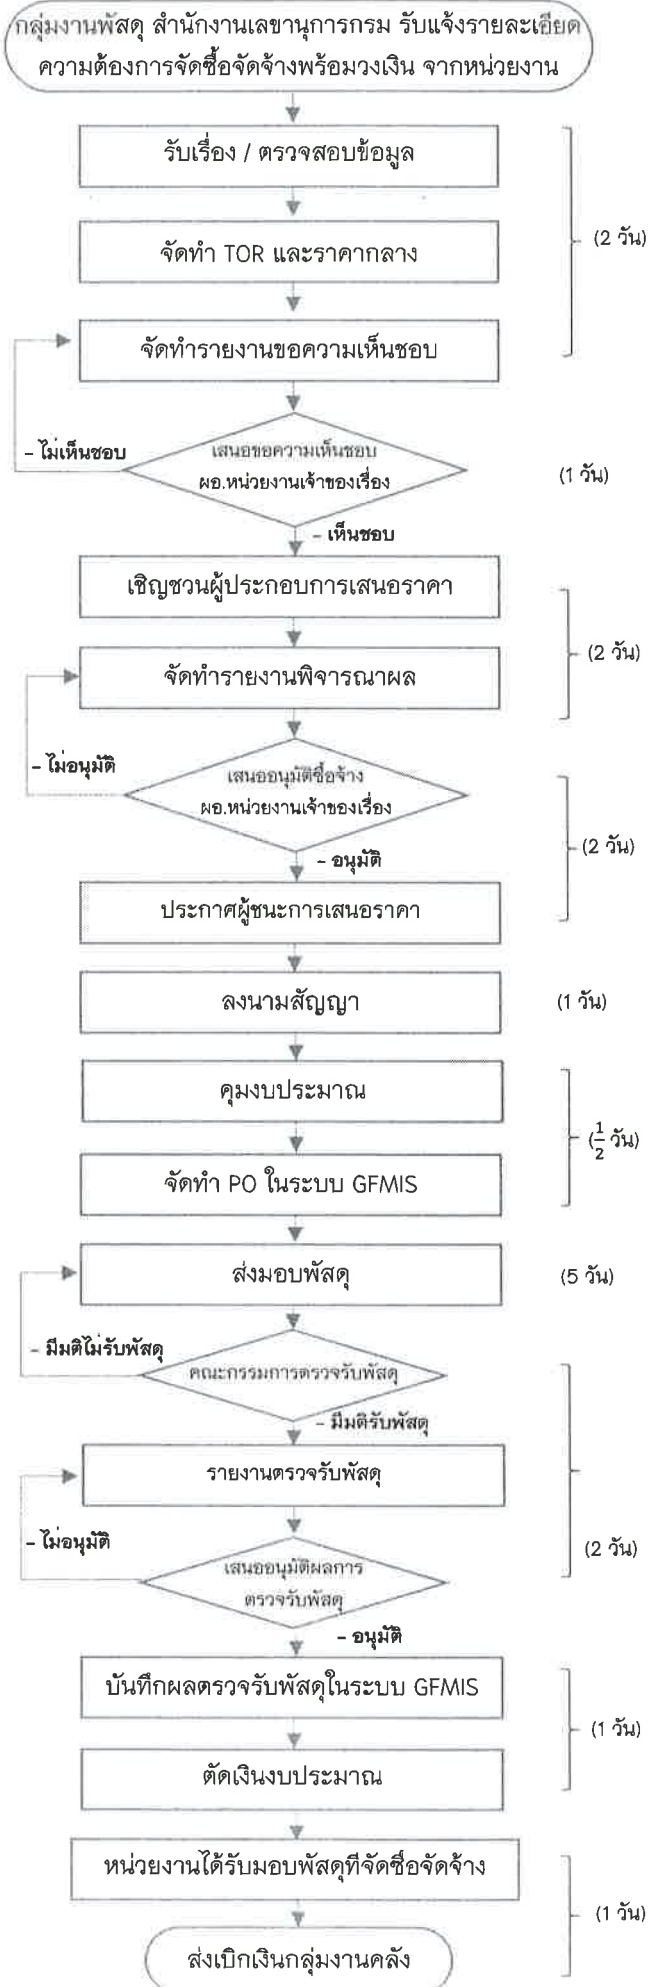 กลุ่มงานพัสดุ สำนักงานเลขานุการกรม รับแจ้งรายละเอียด
ความต้องการจัดซื้อจัดจ้างพร้อมวงเงิน จากหน่วยงาน
รับเรื่อง / ตรวจสอบข้อมูล
จัดทำ TOR และราคากลาง
(2 วัน)
จัดทำรายงานขอความเห็นชอบ
- ไม่เห็นชอบ
เสนอขอความเห็นชอบ
ผอ.หน่วยงานเจ้าของเรื่อง
(1 วัน)
- เห็นชอบ
เชิญชวนผู้ประกอบการเสนอราคา
(2 วัน)
จัดทำรายงานพิจารณาผล
- ไม่อนุมัติ
เสนออนุมัติซื้อจ้าง
ผอ.หน่วยงานเจ้าของเรื่อง
(2 วัน)
- อนุมัติ
ประกาศผู้ชนะการเสนอราคา
ลงนามสัญญา
(1 วัน)
คุมงบประมาณ
(1/2 วัน)
จัดทำ PO ในระบบ GFMIS
ส่งมอบพัสดุ
(5 วัน)
- มีมติไม่รับพัสดุ
คณะกรรมการตรวจรับพัสดุ
- มีมติรับพัสดุ
รายงานตรวจรับพัสดุ
- ไม่อนุมัติ
(2 วัน)
เสนออนุมัติผลการ
ตรวจรับพัสดุ
- อนุมัติ
บันทึกผลตรวจรับพัสดุในระบบ GFMIS
(1 วัน)
ตัดเงินงบประมาณ
หน่วยงานได้รับมอบพัสดุที่จัดซื้อจัดจ้าง
(1 วัน)
ส่งเบิกเงินกลุ่มงานคลัง